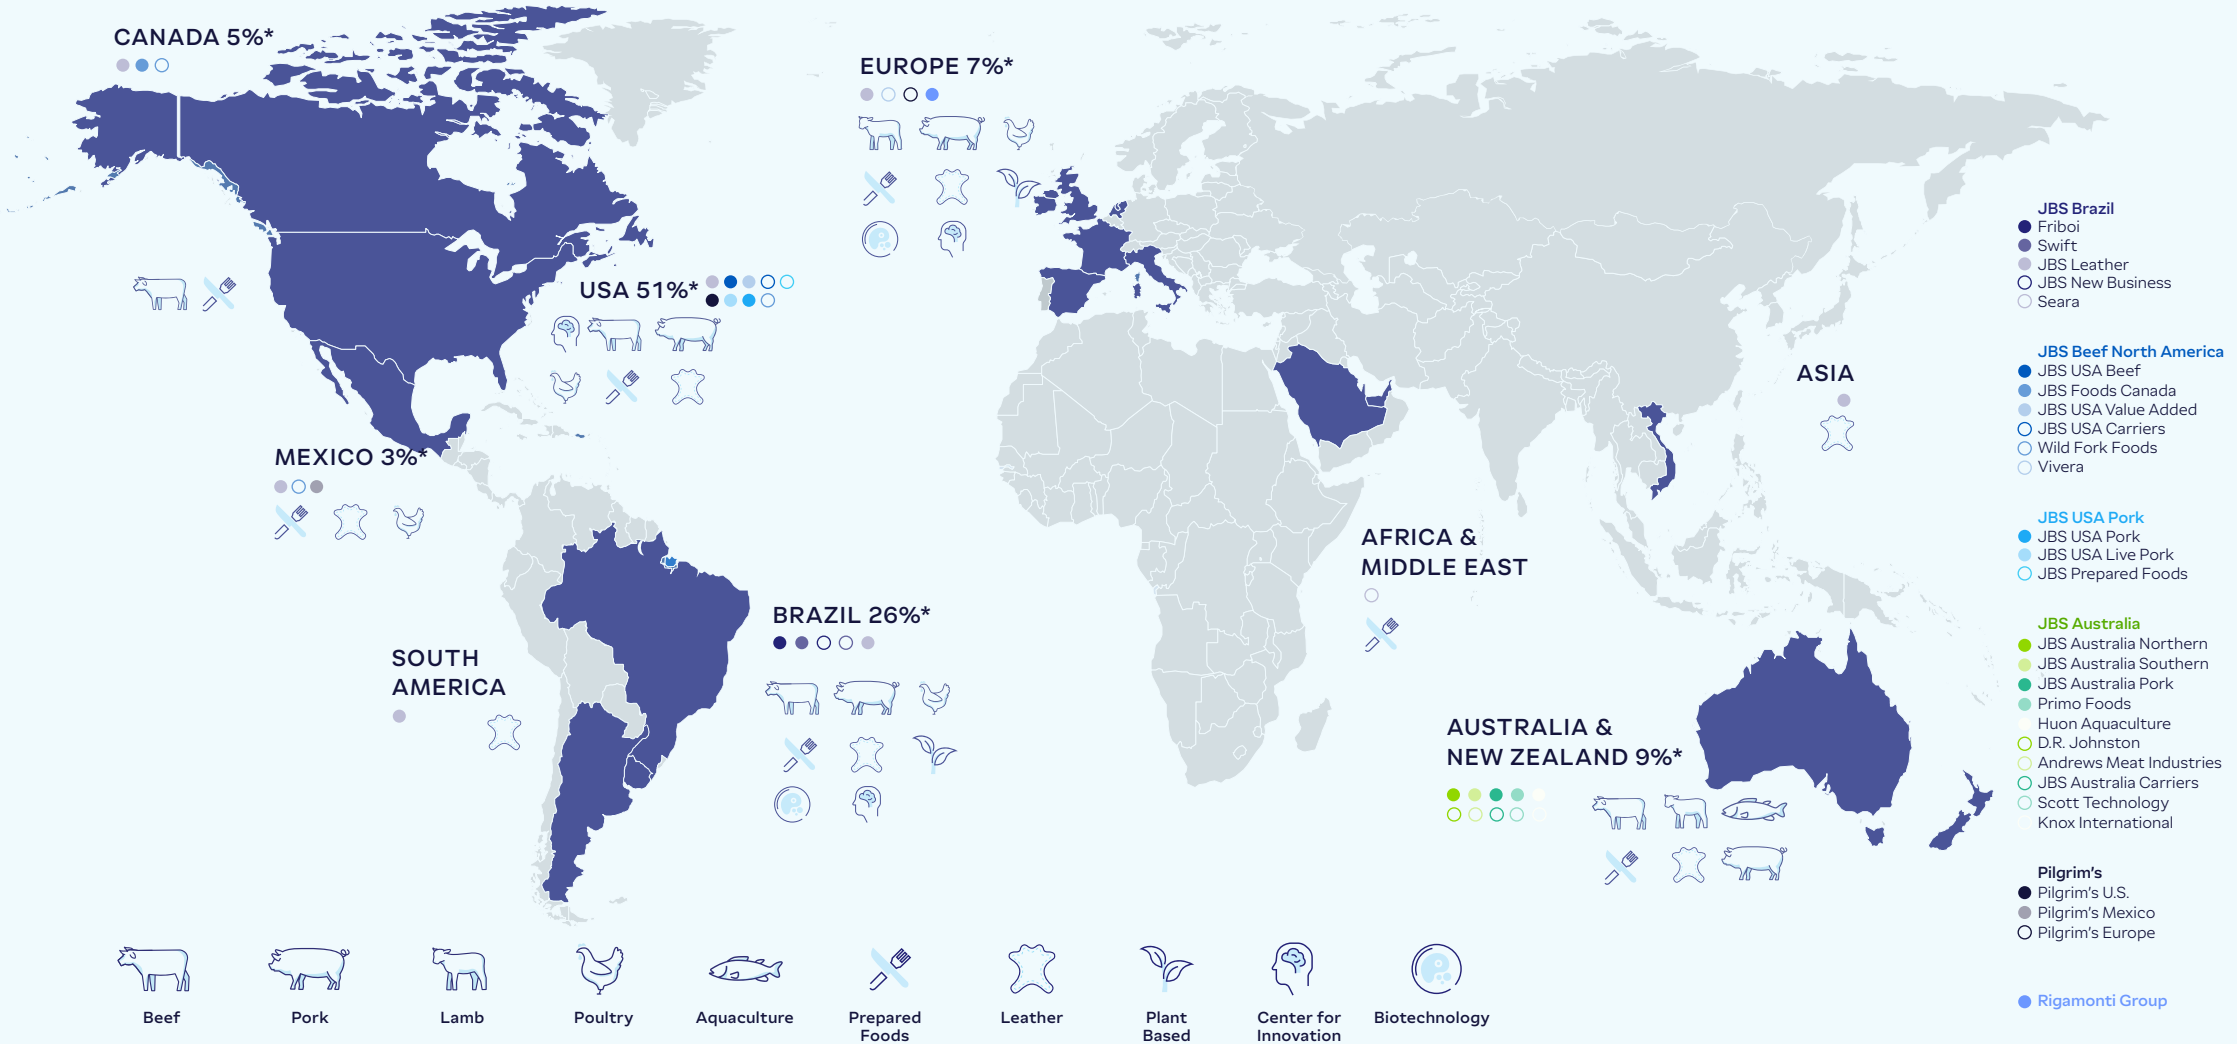 CANADA 5%*
EUROPE 7%*
USA 51%*
MEXICO 3%*
ASIA
AFRICA &
MIDDLE EAST
BRAZIL 26%*
SOUTH
AMERICA
AUSTRALIA &
NEW ZEALAND 9%*
JBS Brazil
Friboi
Swift
JBS Leather
JBS New Business
Seara
JBS Beef North America
JBS USA Beef
JBS Foods Canada
JBS USA Value Added
JBS USA Carriers
Wild Fork Foods
Vivera
JBS USA Pork
JBS USA Pork
JBS USA Live Pork
JBS Prepared Foods
JBS Australia
JBS Australia Northern
JBS Australia Southern
JBS Australia Pork
Primo Foods
Huon Aquaculture
D.R. Johnston
Andrews Meat Industries
JBS Australia Carriers
Scott Technology
Knox International
Pilgrim's
Pilgrim's U.S.
Pilgrim's Mexico
Pilgrim's Europe
Rigamonti Group
Beef
Pork
Lamb
Poultry
Aquaculture
Prepared
Foods
Leather
Plant
Based
Center for
Innovation
Biotechnology